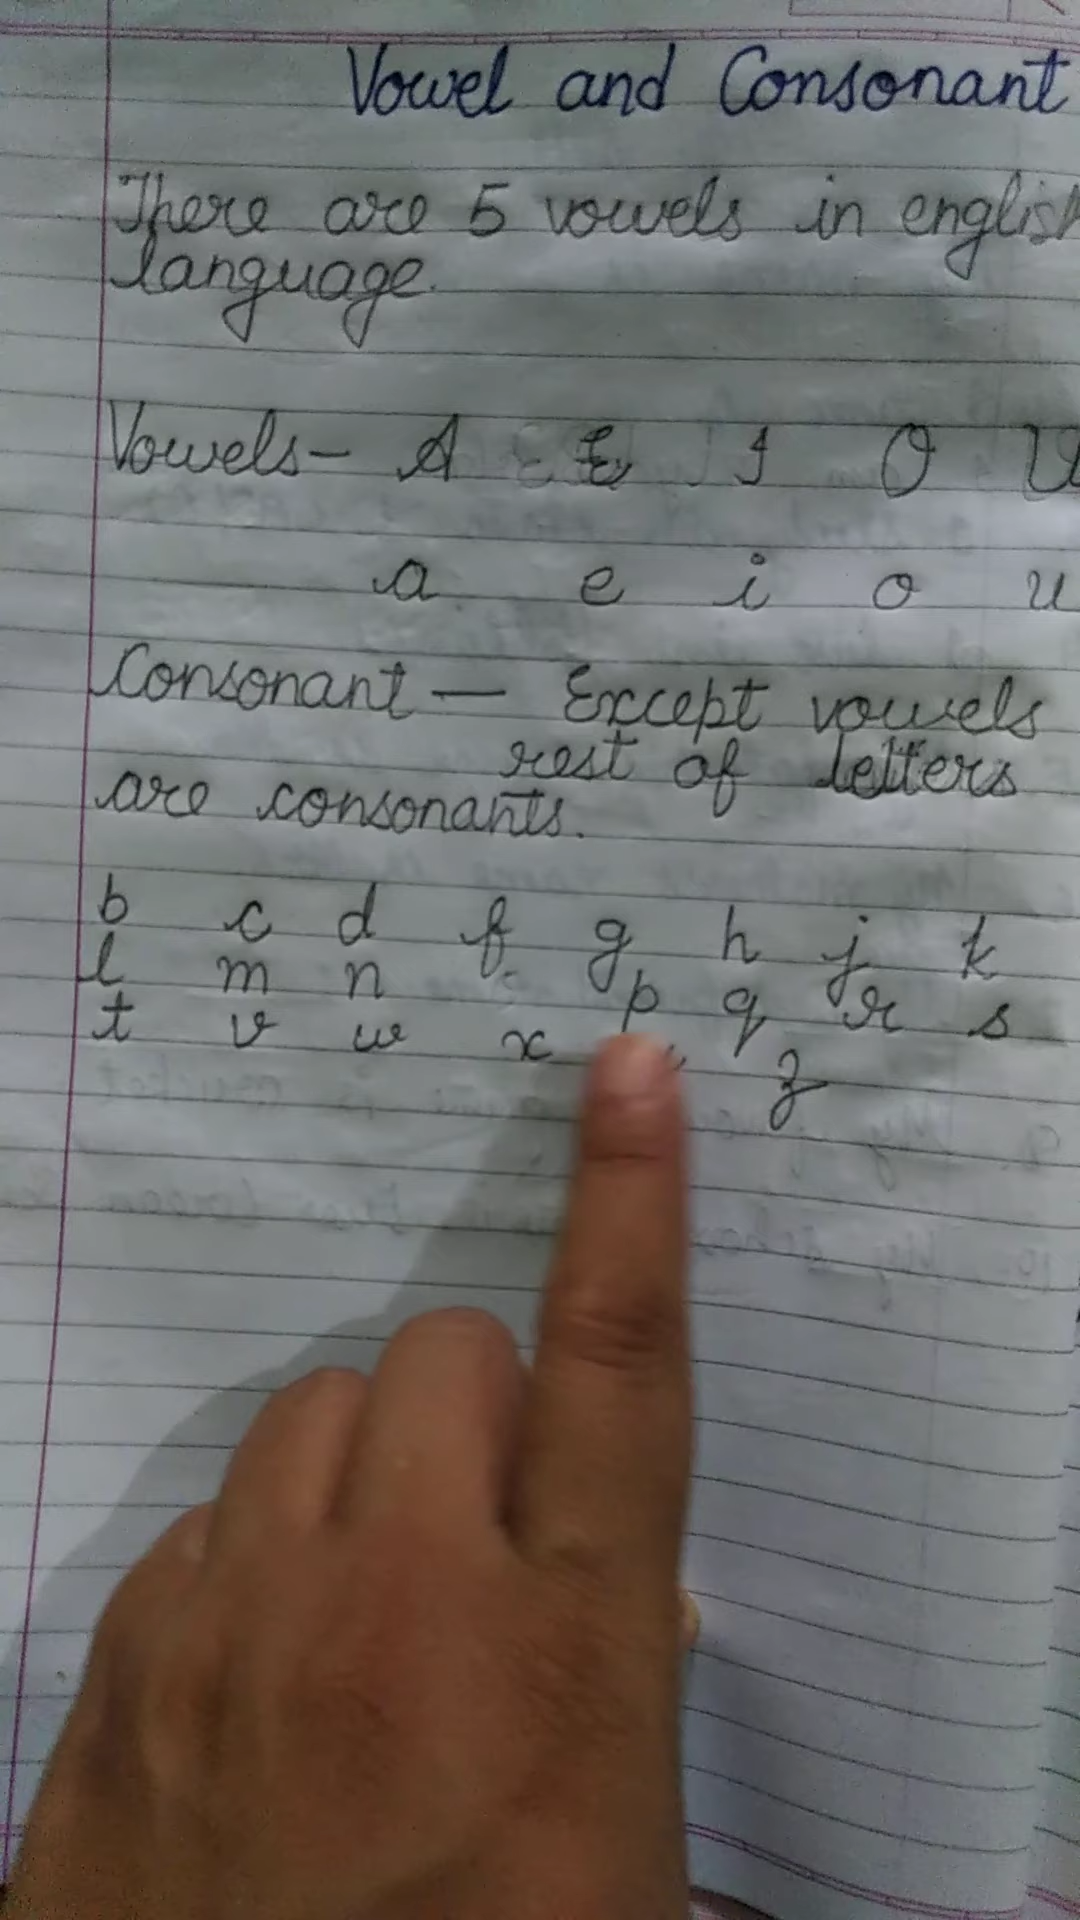 Vowel and Consonant
There are 5 vowels in english
language.
Vowels- A E I O U
a e i o u
Consonant — Except vowels
rest of letters
are consonants.
b c d f g h j k
l m n p q r s
t v w x z